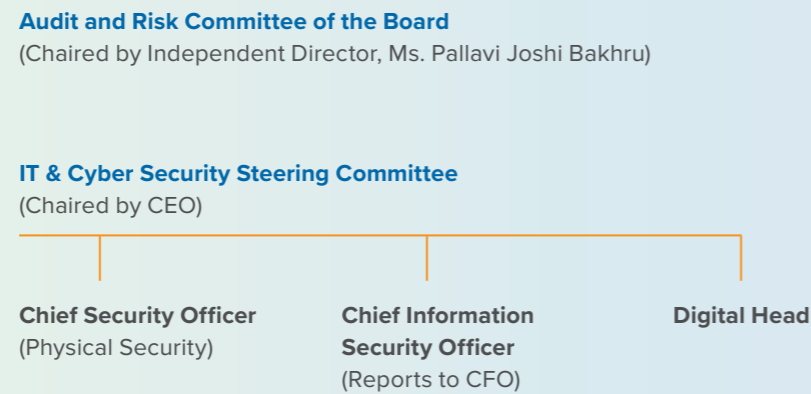 Audit and Risk Committee of the Board
(Chaired by Independent Director, Ms. Pallavi Joshi Bakhru)
IT & Cyber Security Steering Committee
(Chaired by CEO)
Chief Security Officer
(Physical Security)
Chief Information
Security Officer
(Reports to CFO)
Digital Head